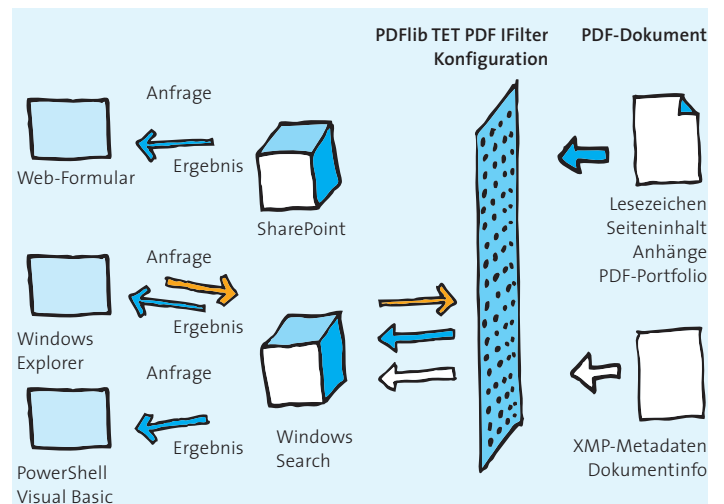 PDFlib TET PDF IFilter
Konfiguration
PDF-Dokument
Anfrage
Ergebnis
Web-Formular
SharePoint
Lesezeichen
Seiteninhalt
Anhänge
PDF-Portfolio
Anfrage
Ergebnis
Windows
Explorer
Anfrage
Ergebnis
Windows
Search
PowerShell
Visual Basic
XMP-Metadaten
Dokumentinfo